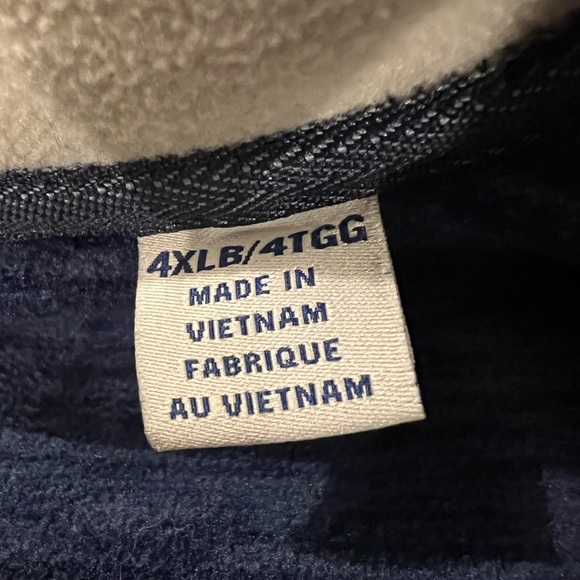 4XLB/4TGG
MADE IN
VIETNAM
FABRIQUE
AU VIETNAM